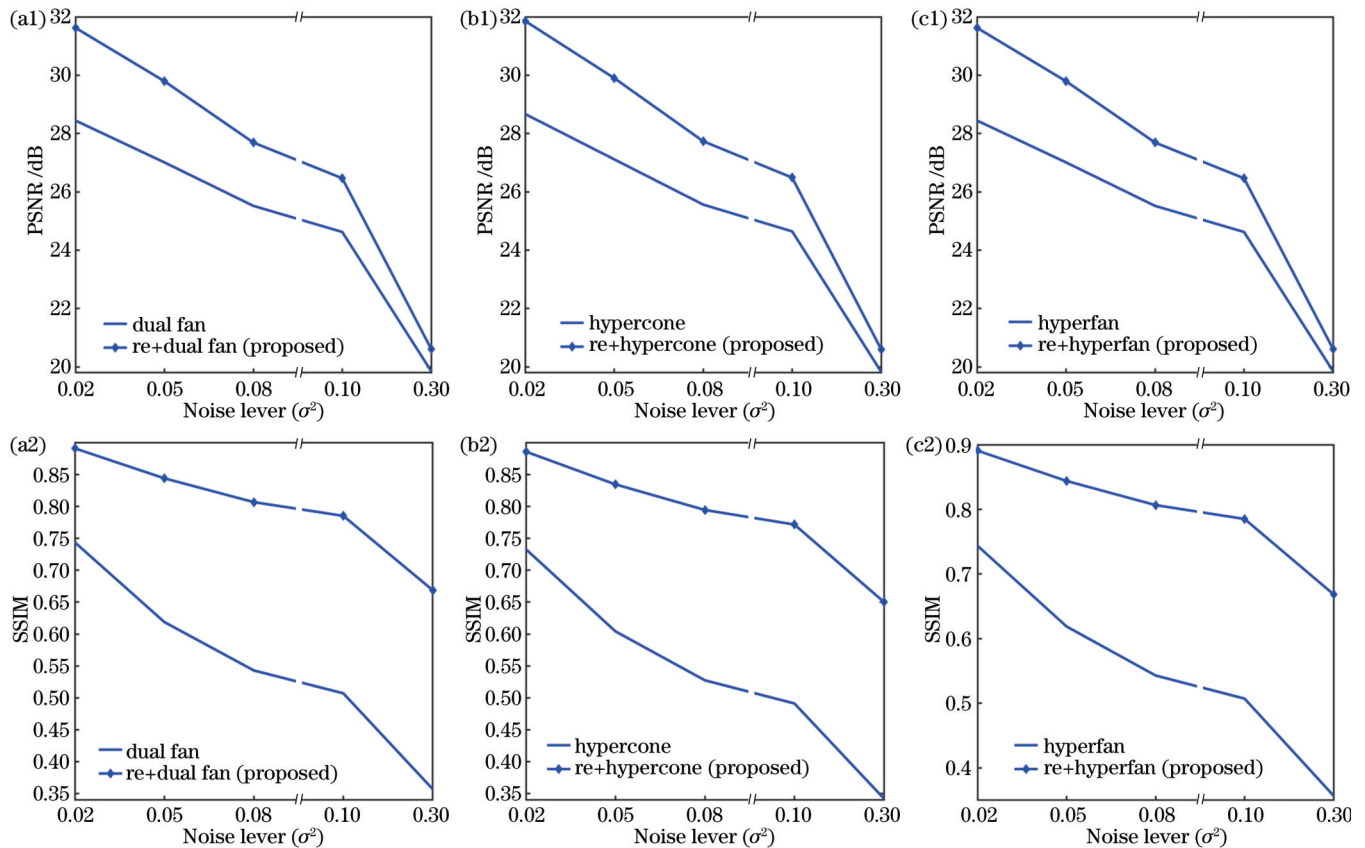 (a1)
32
30
28
26
24
22
20
PSNR /dB
dual fan
re+dual fan (proposed)
0.02 0.05 0.08 0.10 0.30
Noise lever (σ²)
(b1)
32
30
28
26
24
22
20
PSNR /dB
hypercone
re+hypercone (proposed)
0.02 0.05 0.08 0.10 0.30
Noise lever (σ²)
(c1)
32
30
28
26
24
22
20
PSNR /dB
hyperfan
re+hyperfan (proposed)
0.02 0.05 0.08 0.10 0.30
Noise lever (σ²)
(a2)
0.85
0.80
0.75
0.70
0.65
0.60
0.55
0.50
0.45
0.40
0.35
SSIM
dual fan
re+dual fan (proposed)
0.02 0.05 0.08 0.10 0.30
Noise lever (σ²)
(b2)
0.85
0.80
0.75
0.70
0.65
0.60
0.55
0.50
0.45
0.40
0.35
SSIM
hypercone
re+hypercone (proposed)
0.02 0.05 0.08 0.10 0.30
Noise lever (σ²)
(c2)
0.9
0.8
0.7
0.6
0.5
0.4
SSIM
hyperfan
re+hyperfan (proposed)
0.02 0.05 0.08 0.10 0.30
Noise lever (σ²)